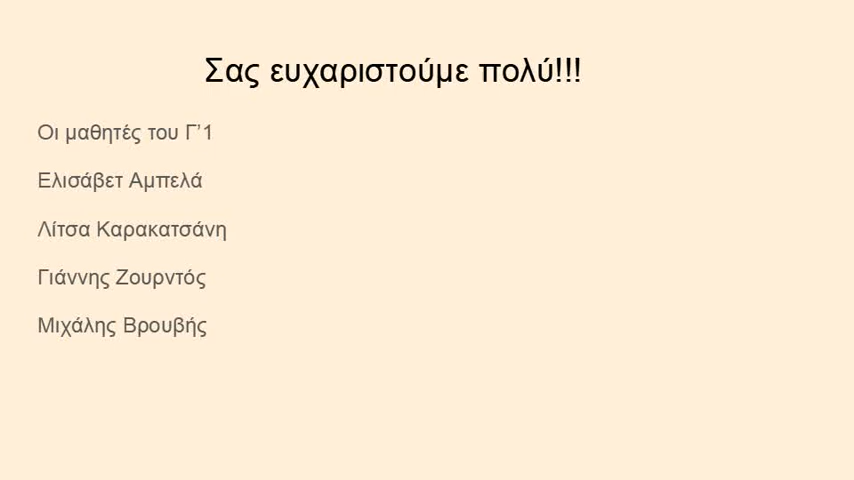 Σας ευχαριστούμε πολύ!!!
Οι μαθητές του Γ’1
Ελισάβετ Αμπελά
Λίτσα Καρακατσάνη
Γιάννης Ζουρντός
Μιχάλης Βρουβής